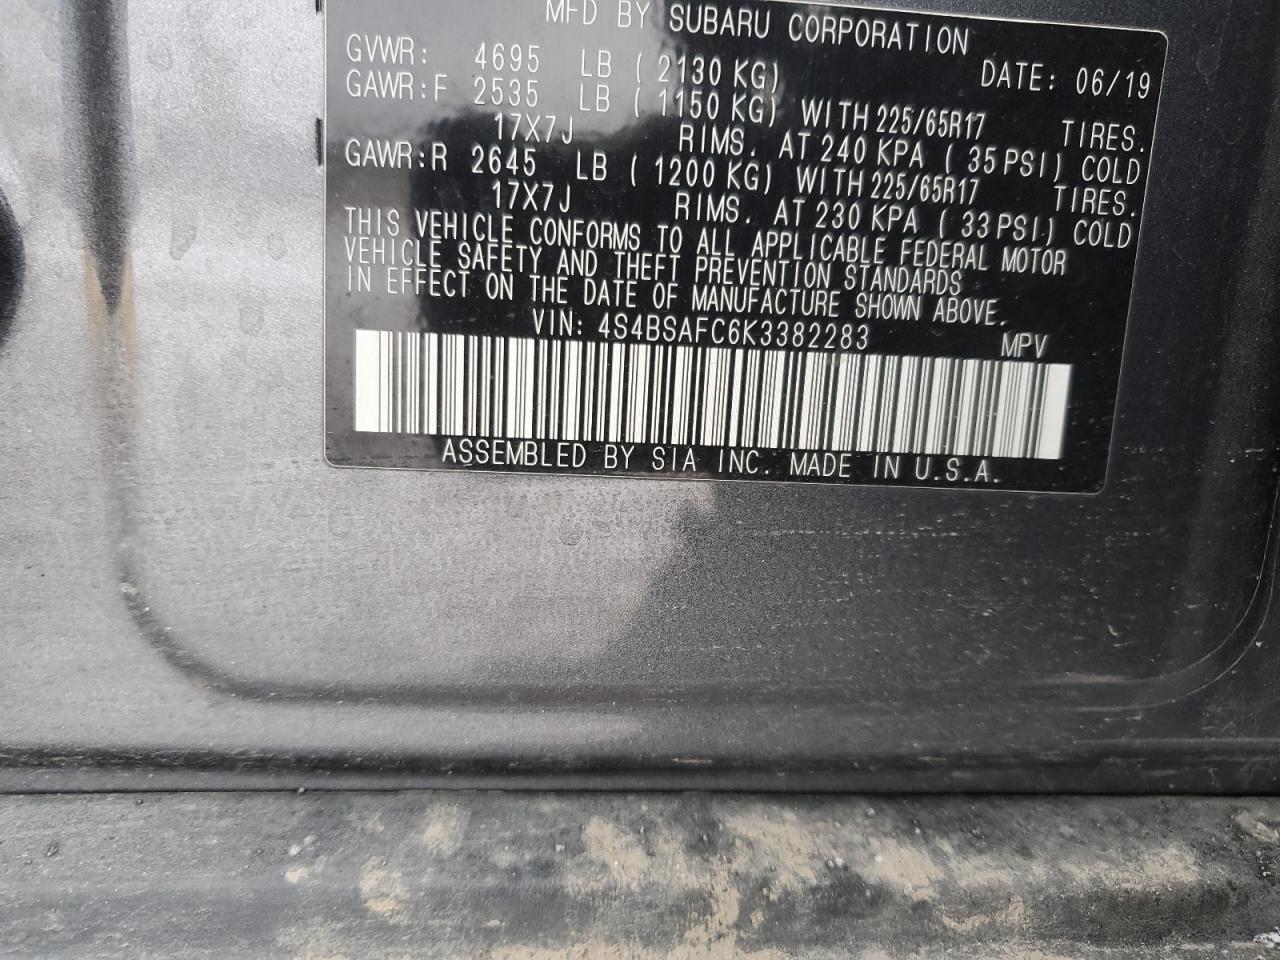 MFD BY SUBARU CORPORATION
GVWR: 4695 LB ( 2130 KG) DATE: 06/19
GAWR:F 2535 LB ( 1150 KG) WITH 225/65R17 TIRES.
17X7J RIMS. AT 240 KPA ( 35 PSI) COLD
GAWR:R 2645 LB ( 1200 KG) WITH 225/65R17 TIRES.
17X7J RIMS. AT 230 KPA ( 33 PSI) COLD
THIS VEHICLE CONFORMS TO ALL APPLICABLE FEDERAL MOTOR
VEHICLE SAFETY AND THEFT PREVENTION STANDARDS
IN EFFECT ON THE DATE OF MANUFACTURE SHOWN ABOVE.
VIN: 4S4BSAFC6K3382283 MPV
ASSEMBLED BY SIA INC. MADE IN U.S.A.